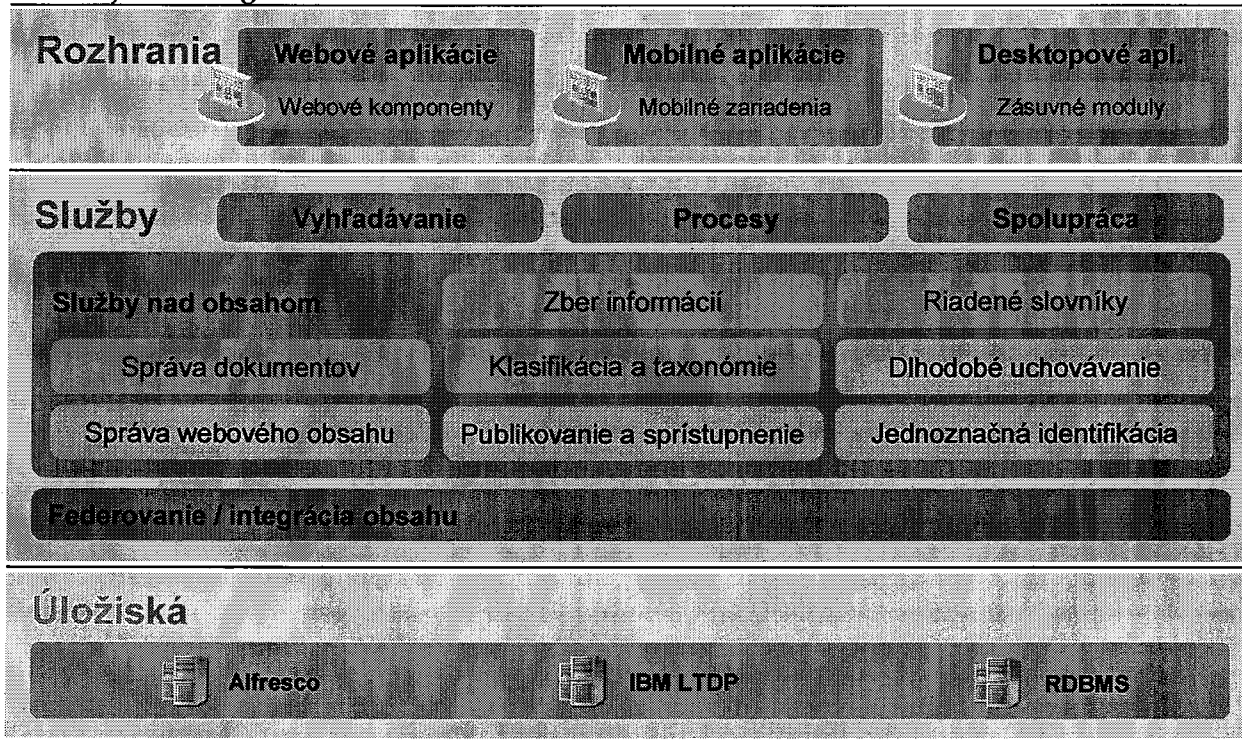 Rozhrania
Webové aplikácie
Webové komponenty
Mobilné aplikácie
Mobilné zariadenia
Desktopové apl.
Zásuvné moduly
Služby
Vyhľadávanie
Procesy
Spolupráca
Služby nad obsahom
Zber informácií
Riadené slovníky
Správa dokumentov
Klasifikácia a taxonómie
Dlhodobé uchovávanie
Správa webového obsahu
Publikovanie a sprístupnenie
Jednoznačná identifikácia
Federovanie / integrácia obsahu
Úložiská
Alfresco
IBM LTDP
RDBMS